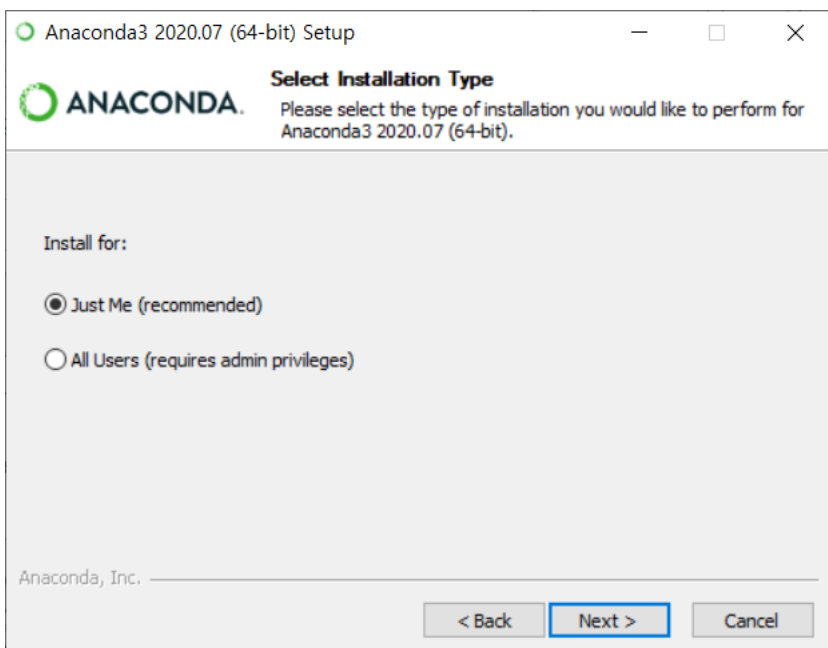 Anaconda3 2020.07 (64-bit) Setup
ANACONDA.
Select Installation Type
Please select the type of installation you would like to perform for
Anaconda3 2020.07 (64-bit).
Install for:
Just Me (recommended)
All Users (requires admin privileges)
Anaconda, Inc.
< Back
Next >
Cancel